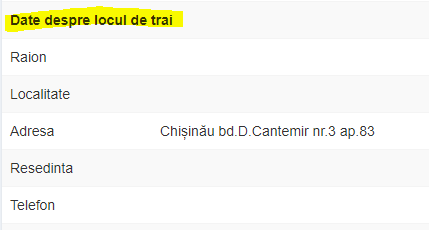 Date despre locul de trai
Raion
Localitate
Adresa Chișinău bd.D.Cantemir nr.3 ap.83
Resedinta
Telefon